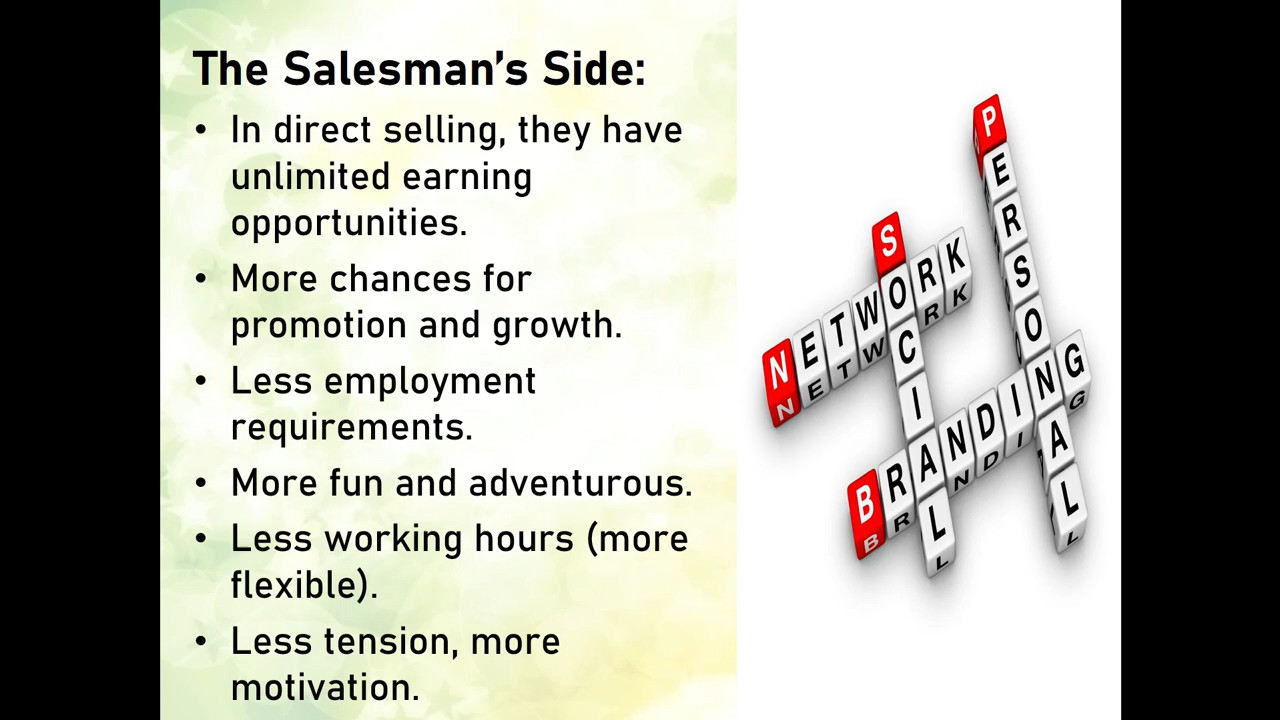 The Salesman's Side:
• In direct selling, they have
unlimited earning
opportunities.
• More chances for
promotion and growth.
• Less employment
requirements.
• More fun and adventurous.
• Less working hours (more
flexible).
• Less tension, more
motivation.
PERSONAL
SOCIAL
NETWORK
BRANDING